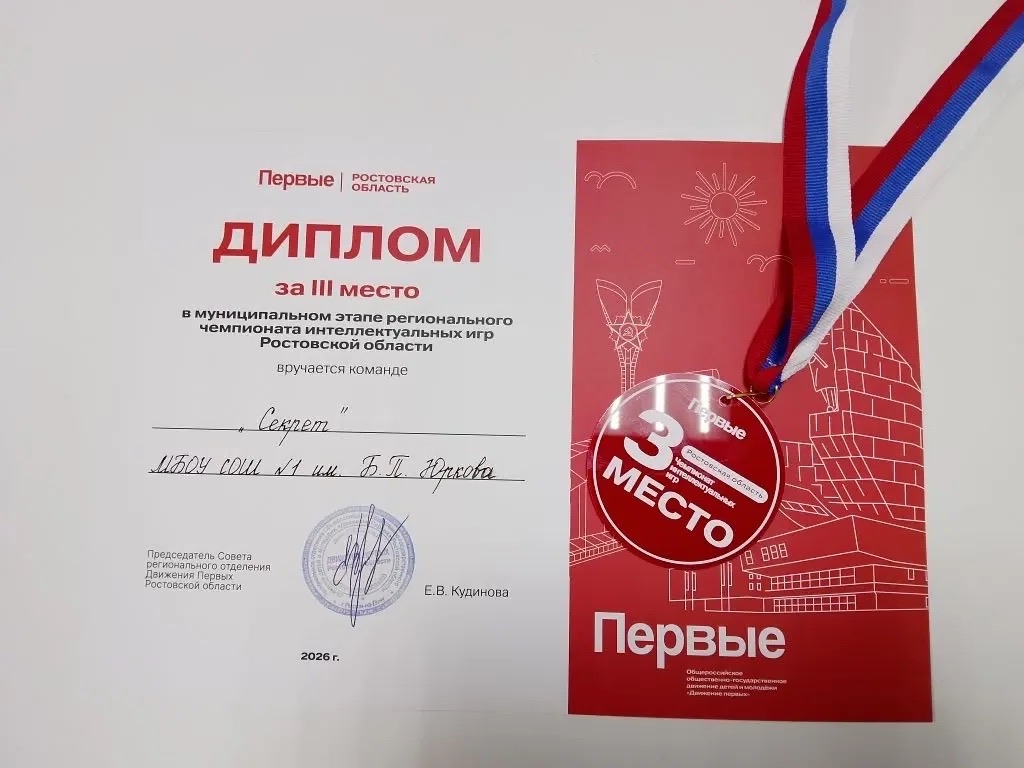 Первые | РОСТОВСКАЯ
ОБЛАСТЬ
ДИПЛОМ
за III место
в муниципальном этапе регионального
чемпионата интеллектуальных игр
Ростовской области
вручается команде
„Секрет"
МБОУ СОШ №1 им. Б.П. Юркова
Председатель Совета
регионального отделения
Движения Первых
Ростовской области
Е.В. Кудинова
2026 г.
Первые
Ростовская область
3
Чемпионат
интеллектуальных
игр
МЕСТО
Первые
Общероссийское
общественно-государственное
движение детей и молодёжи
«Движение первых»